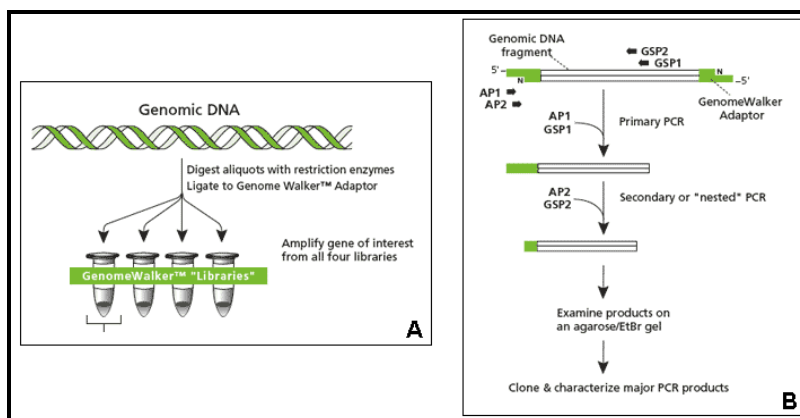 Genomic DNA
Digest aliquots with restriction enzymes
Ligate to Genome Walker™ Adaptor
Amplify gene of interest
from all four libraries
GenomeWalker™ "Libraries"
A
Genomic DNA
fragment
GSP2
GSP1
5'
N
N
–5'
AP1
AP2
GenomeWalker
Adaptor
AP1
GSP1
Primary PCR
AP2
GSP2
Secondary or "nested" PCR
Examine products on
an agarose/EtBr gel
Clone & characterize major PCR products
B